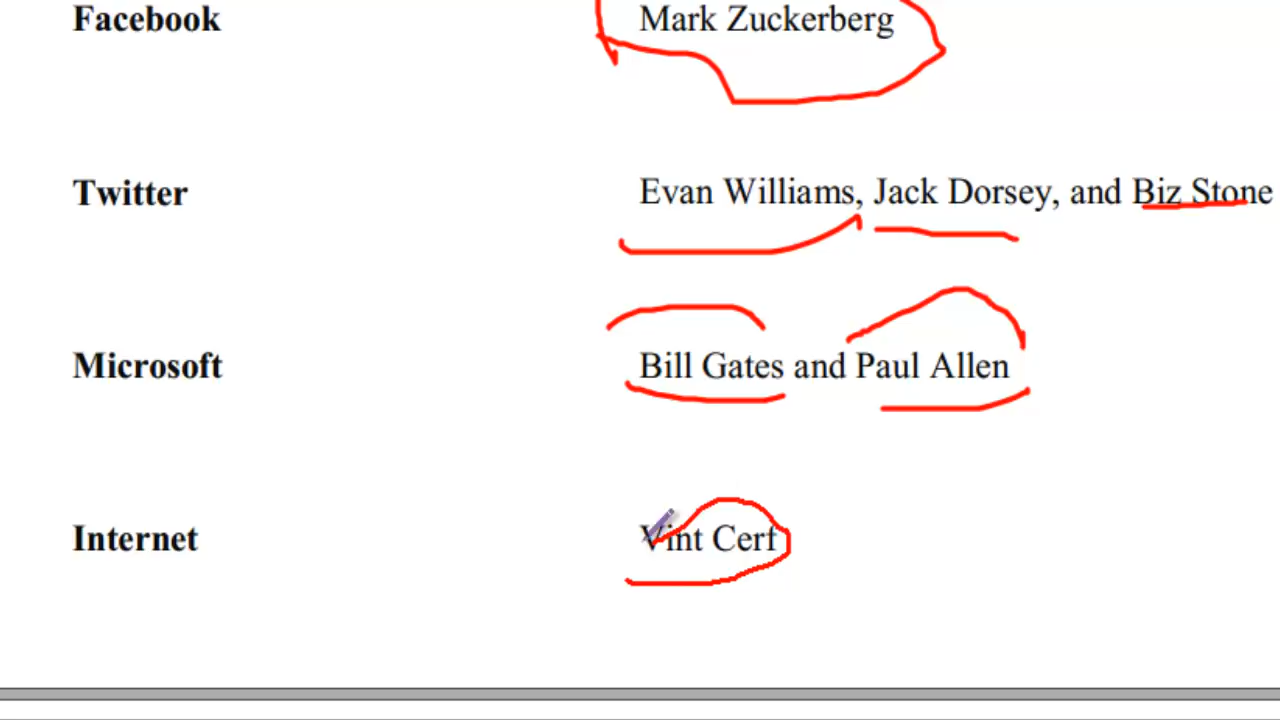 Facebook Mark Zuckerberg
Twitter Evan Williams, Jack Dorsey, and Biz Stone
Microsoft Bill Gates and Paul Allen
Internet Vint Cerf